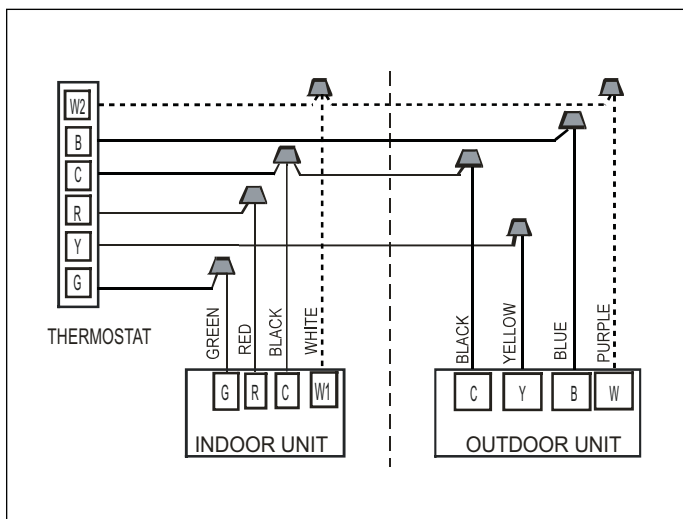 W2
B
C
R
Y
G
THERMOSTAT
GREEN
RED
BLACK
WHITE
BLACK
YELLOW
BLUE
PURPLE
G R C W1
INDOOR UNIT
C Y B W
OUTDOOR UNIT